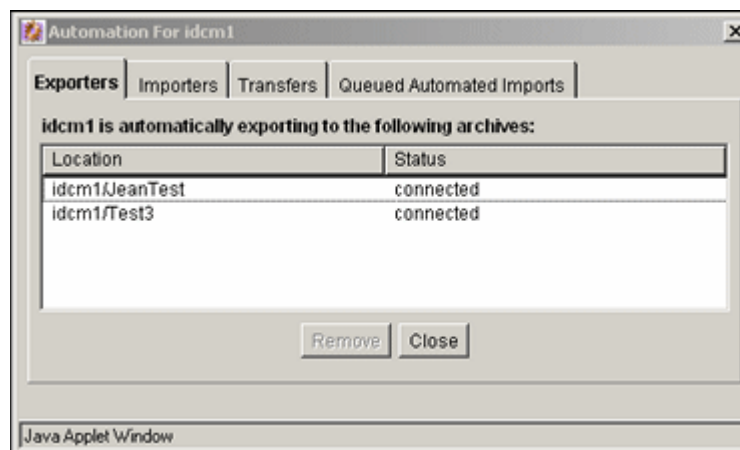 Automation For idcm1
Exporters Importers Transfers Queued Automated Imports
idcm1 is automatically exporting to the following archives:
Location Status
idcm1/JeanTest connected
idcm1/Test3 connected
Remove Close
Java Applet Window